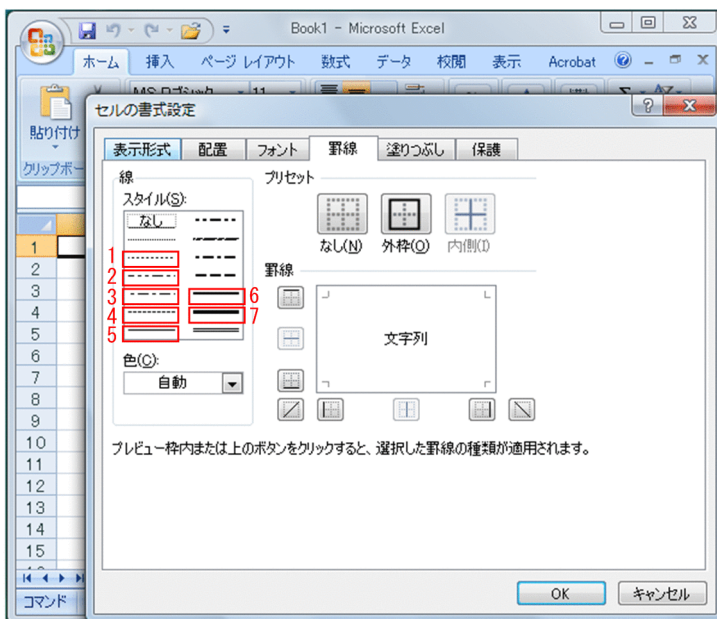 Book1 - Microsoft Excel
ホーム 挿入 ページ レイアウト 数式 データ 校閲 表示 Acrobat
貼り付け
クリップボー
セルの書式設定
表示形式 配置 フォント 罫線 塗りつぶし 保護
線
スタイル(S):
なし
1
2
3
4
5
6
7
色(C):
自動
プリセット
なし(N) 外枠(O) 内側(I)
罫線
文字列
プレビュー枠内または上のボタンをクリックすると、選択した罫線の種類が適用されます。
1
2
3
4
5
6
7
8
9
10
11
12
13
14
15
コマンド
OK キャンセル